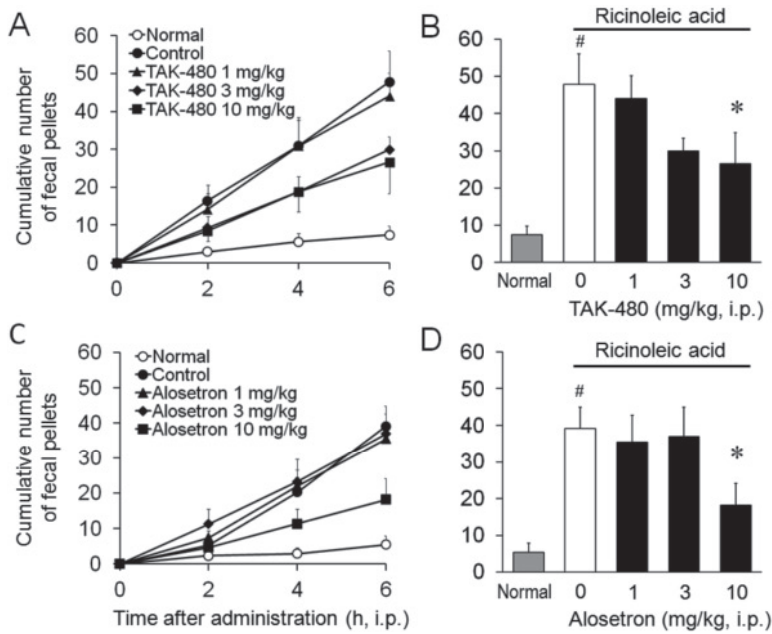 A
Cumulative number
of fecal pellets
60
50
40
30
20
10
0
Normal
Control
TAK-480 1 mg/kg
TAK-480 3 mg/kg
TAK-480 10 mg/kg
0 2 4 6
B
Ricinoleic acid
60
50
40
30
20
10
0
#
*
Normal 0 1 3 10
TAK-480 (mg/kg, i.p.)
C
Cumulative number
of fecal pellets
60
50
40
30
20
10
0
Normal
Control
Alosetron 1 mg/kg
Alosetron 3 mg/kg
Alosetron 10 mg/kg
0 2 4 6
Time after administration (h, i.p.)
D
Ricinoleic acid
60
50
40
30
20
10
0
#
*
Normal 0 1 3 10
Alosetron (mg/kg, i.p.)